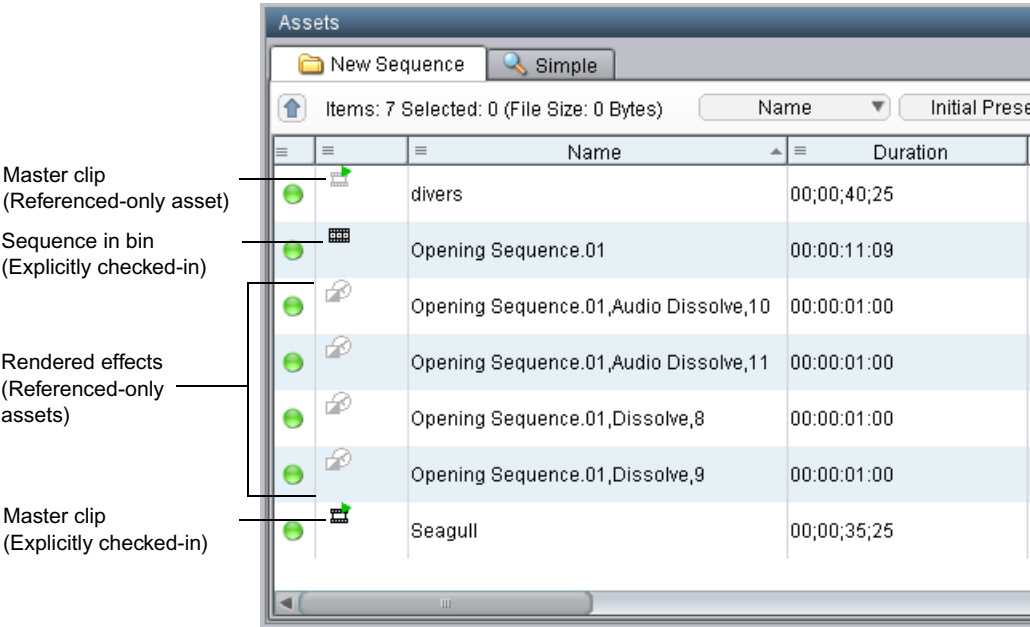 Assets
New Sequence
Simple
Items: 7 Selected: 0 (File Size: 0 Bytes)
Name
Initial Prese
Name
Duration
Master clip
(Referenced-only asset)
divers
00;00;40;25
Sequence in bin
(Explicitly checked-in)
Opening Sequence.01
00:00:11:09
Opening Sequence.01,Audio Dissolve,10
00:00:01:00
Rendered effects
(Referenced-only
assets)
Opening Sequence.01,Audio Dissolve,11
00:00:01:00
Opening Sequence.01,Dissolve,8
00:00:01:00
Opening Sequence.01,Dissolve,9
00:00:01:00
Master clip
(Explicitly checked-in)
Seagull
00;00;35;25